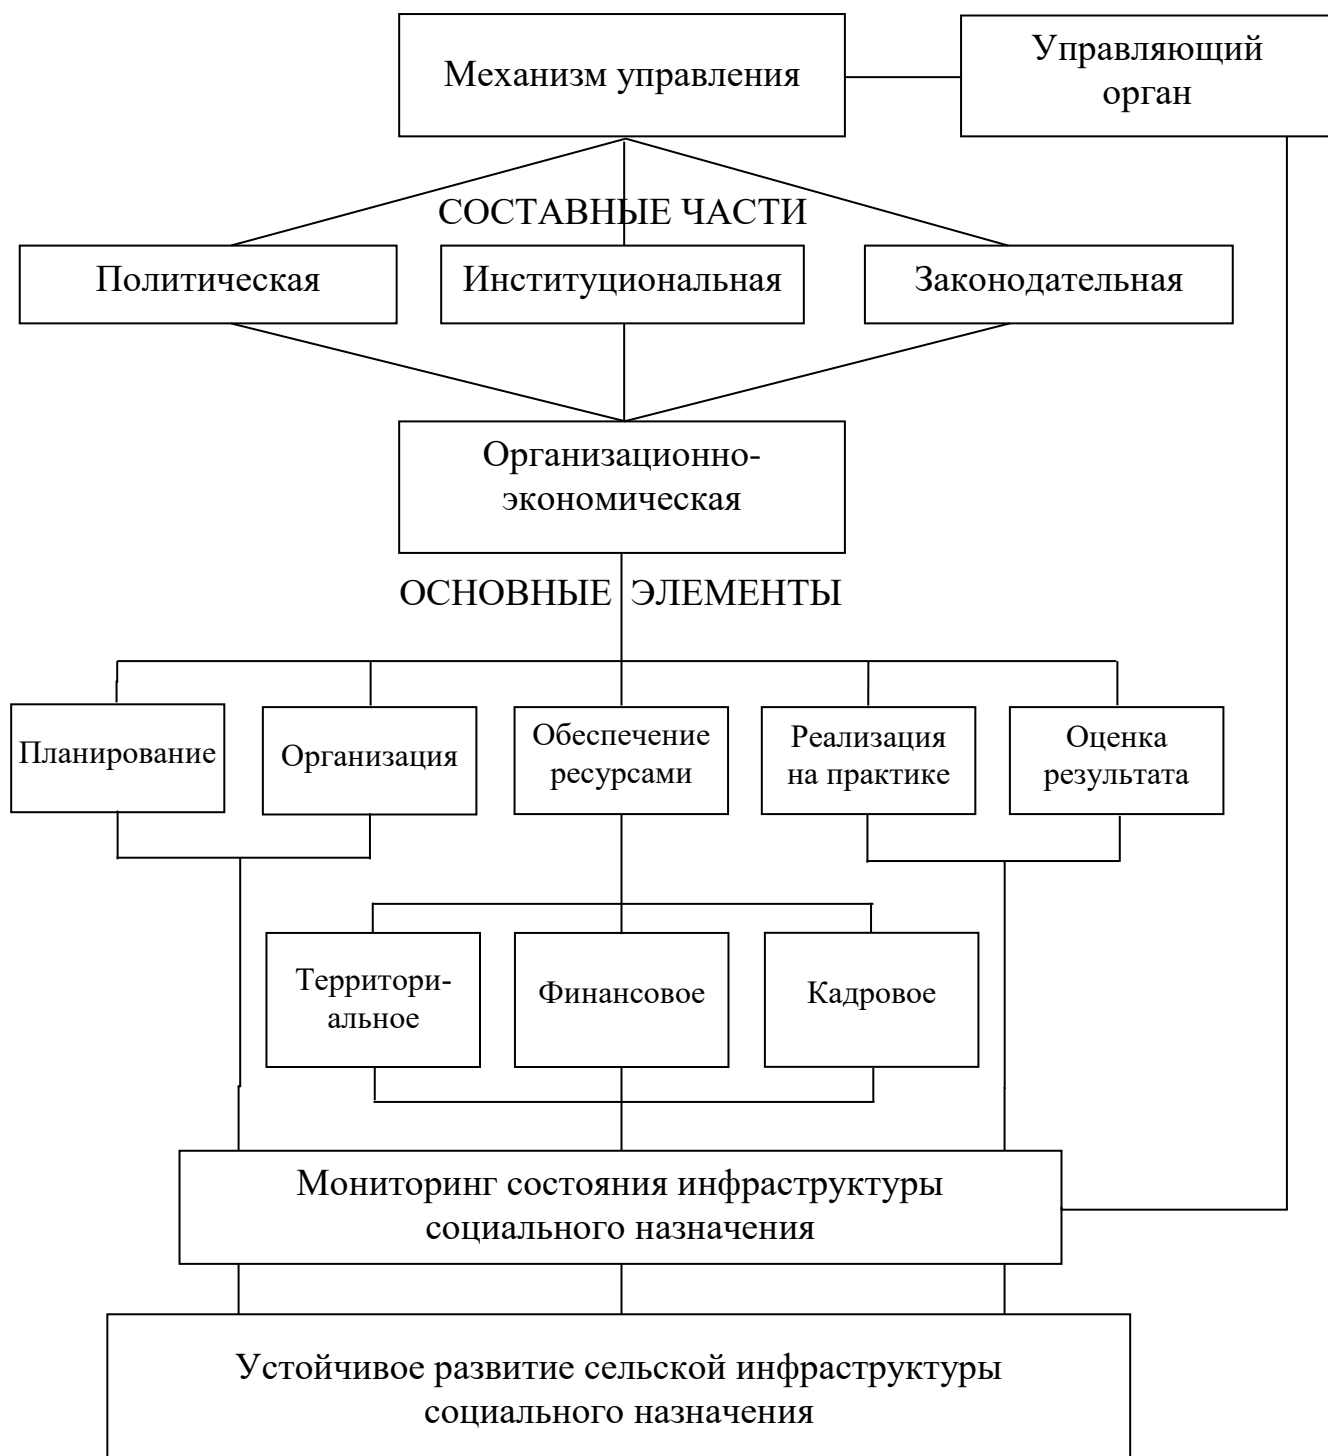 Механизм управления
Управляющий
орган
СОСТАВНЫЕ ЧАСТИ
Политическая
Институциональная
Законодательная
Организационно-
экономическая
ОСНОВНЫЕ ЭЛЕМЕНТЫ
Планирование
Организация
Обеспечение
ресурсами
Реализация
на практике
Оценка
результата
Территори-
альное
Финансовое
Кадровое
Мониторинг состояния инфраструктуры
социального назначения
Устойчивое развитие сельской инфраструктуры
социального назначения